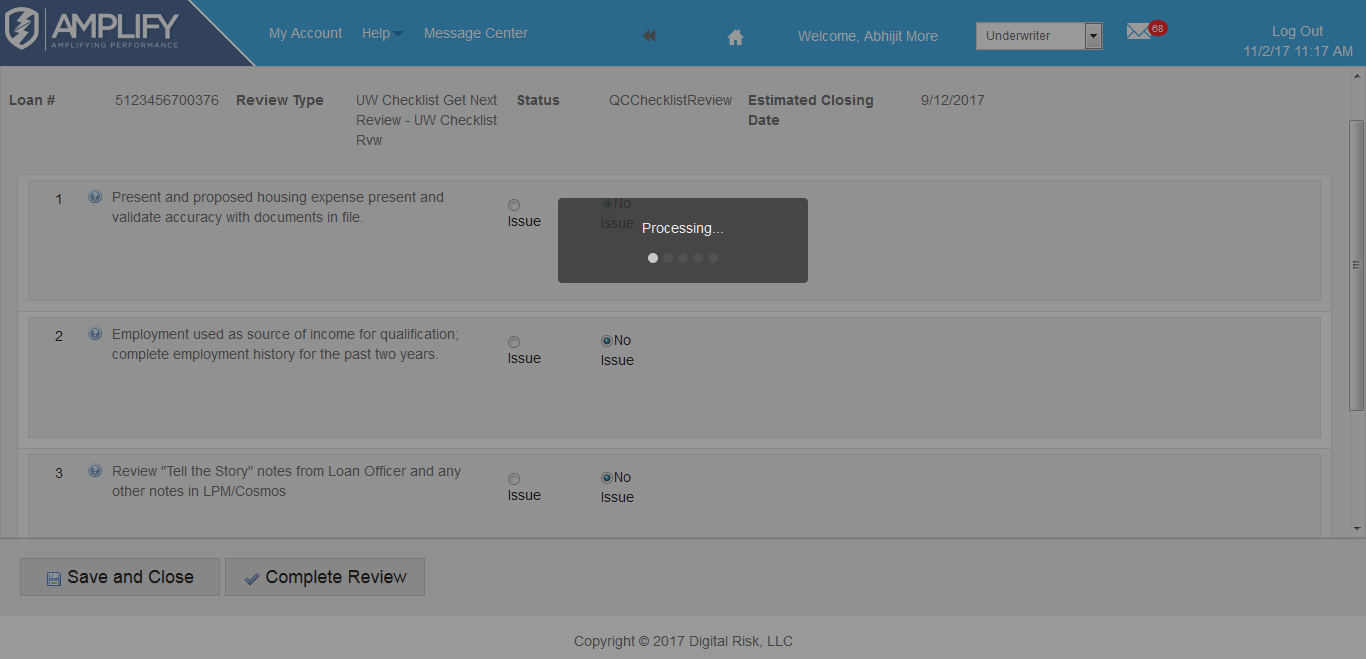 AMPLIFY
AMPLIFYING PERFORMANCE
My Account Help Message Center
Welcome, Abhijit More
Underwriter
68
Log Out
11/2/17 11:17 AM
Loan # 5123456700376 Review Type UW Checklist Get Next Status QCChecklistReview Estimated Closing 9/12/2017
Review - UW Checklist Date
Rvw
1 ? Present and proposed housing expense present and
validate accuracy with documents in file.
Issue
No
Issue
Processing...
2 ? Employment used as source of income for qualification;
complete employment history for the past two years.
Issue
No
Issue
3 ? Review "Tell the Story" notes from Loan Officer and any
other notes in LPM/Cosmos
Issue
No
Issue
Save and Close Complete Review
Copyright © 2017 Digital Risk, LLC